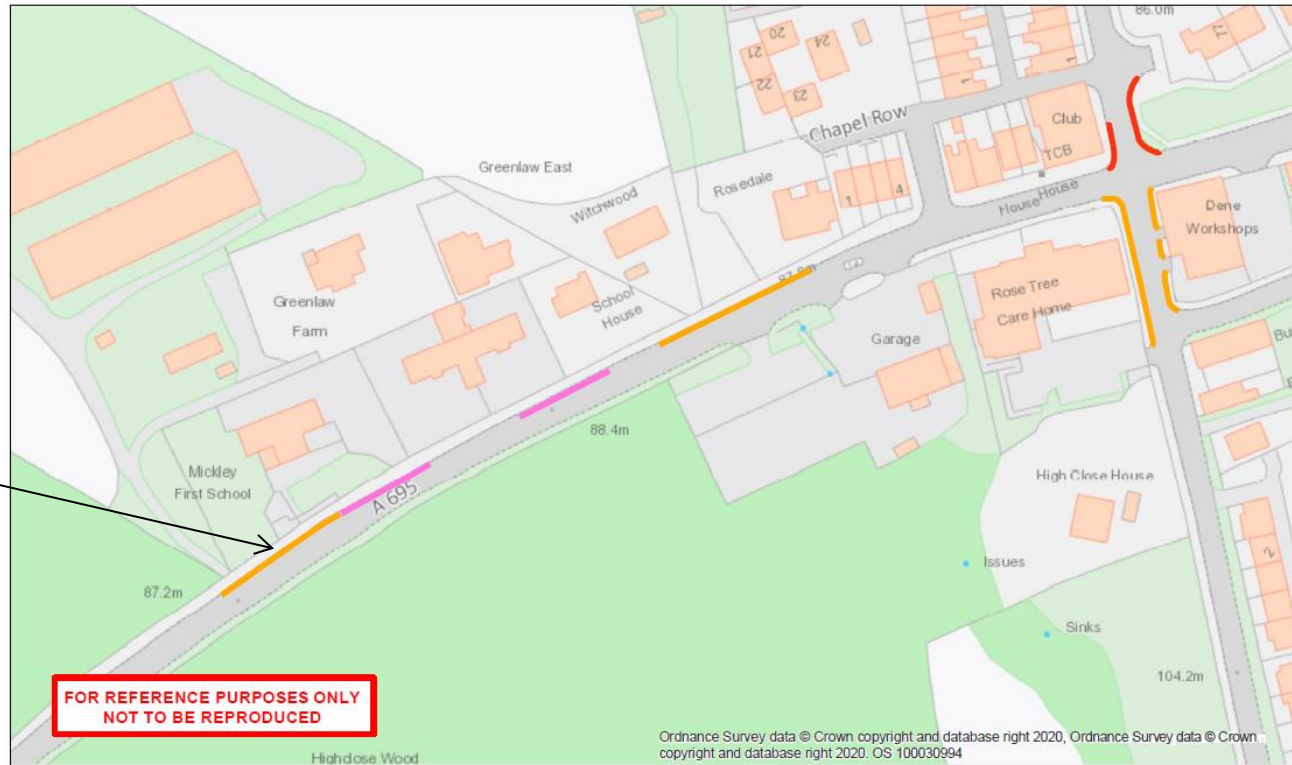 86.0m
20
21
24
22
23
1
1
77
Chapel Row
Club
TCB
Greenlaw East
Witchwood
Rosedale
1
4
House
House
Dene
Workshops
87.8m
School
House
Greenlaw
Farm
Rose Tree
Care Home
Garage
88.4m
Mickley
First School
A 695
High Close House
Issues
2
87.2m
Sinks
104.2m
FOR REFERENCE PURPOSES ONLY
NOT TO BE REPRODUCED
Highclose Wood
Ordnance Survey data © Crown copyright and database right 2020, Ordnance Survey data © Crown
copyright and database right 2020. OS 100030994